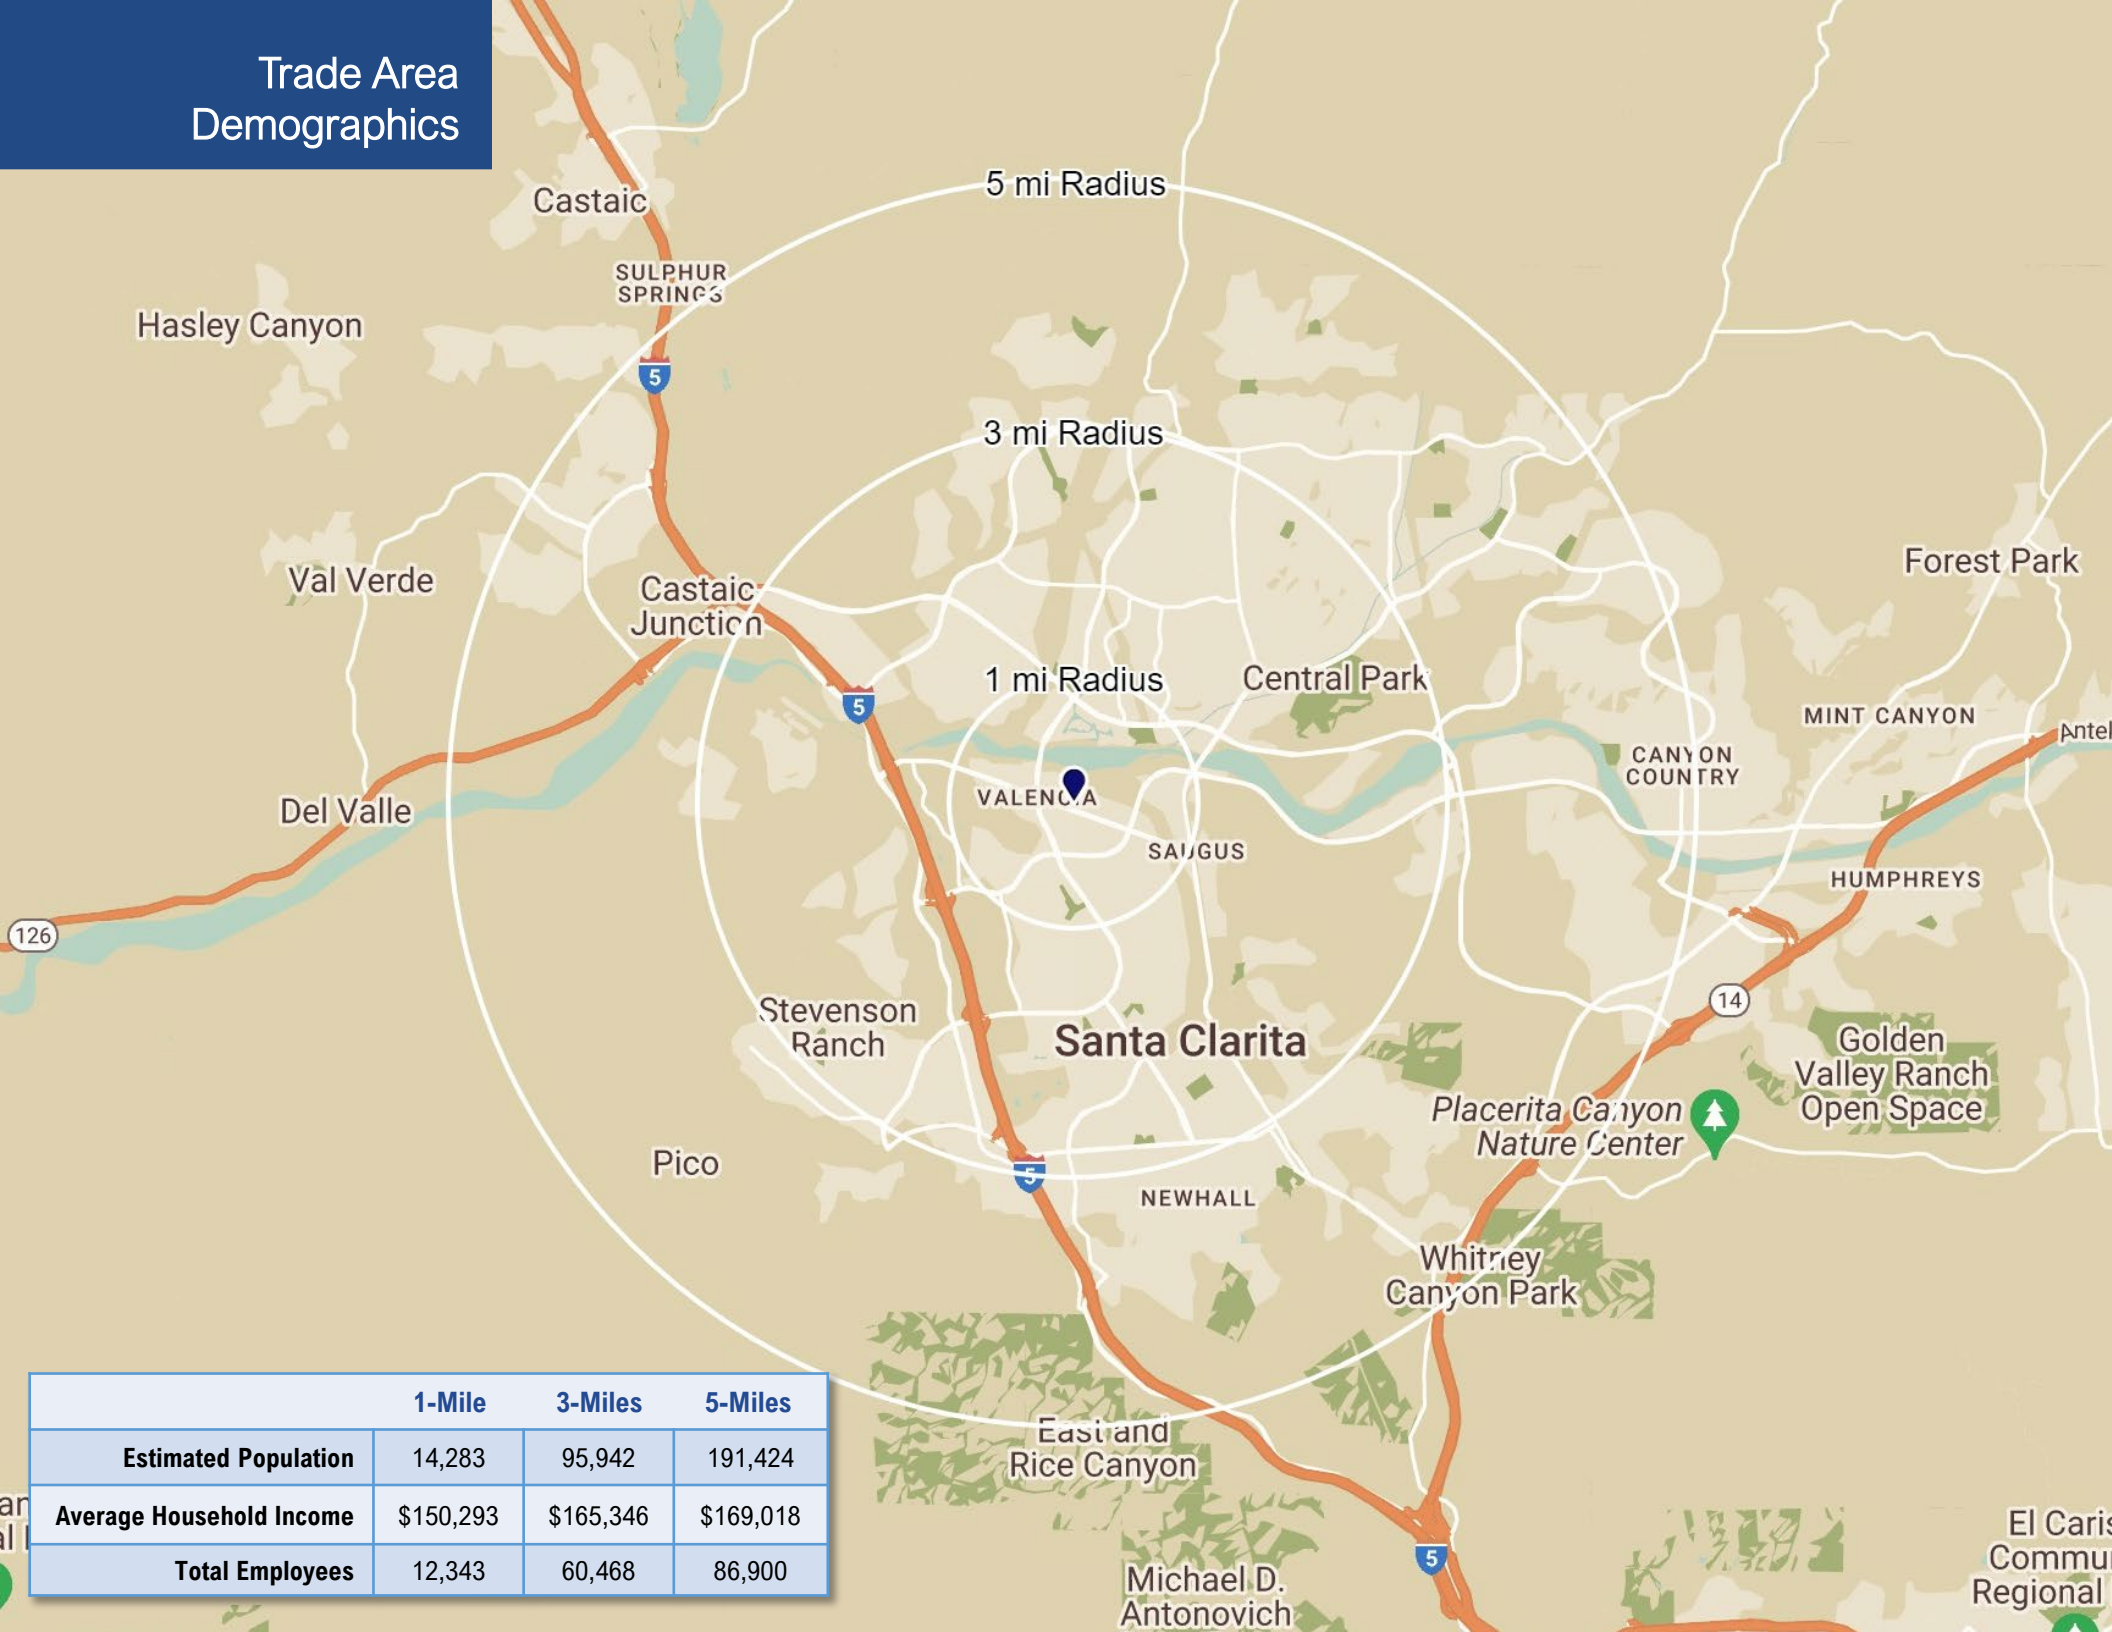 Trade Area
Demographics
5 mi Radius
Castaic
SULPHUR
SPRINGS
Hasley Canyon
5
3 mi Radius
Val Verde
Castaic
Junction
Forest Park
1 mi Radius
Central Park
5
MINT CANYON
Antel
CANYON
COUNTRY
VALENCIA
Del Valle
SAUGUS
HUMPHREYS
126
14
Stevenson
Ranch
Santa Clarita
Golden
Valley Ranch
Open Space
Placerita Canyon
Nature Center
Pico
5
NEWHALL
Whitney
Canyon Park
East and
Rice Canyon
5
Michael D.
Antonovich
El Caris
Commu
Regional
1-Mile 3-Miles 5-Miles
Estimated Population 14,283 95,942 191,424
Average Household Income $150,293 $165,346 $169,018
Total Employees 12,343 60,468 86,900